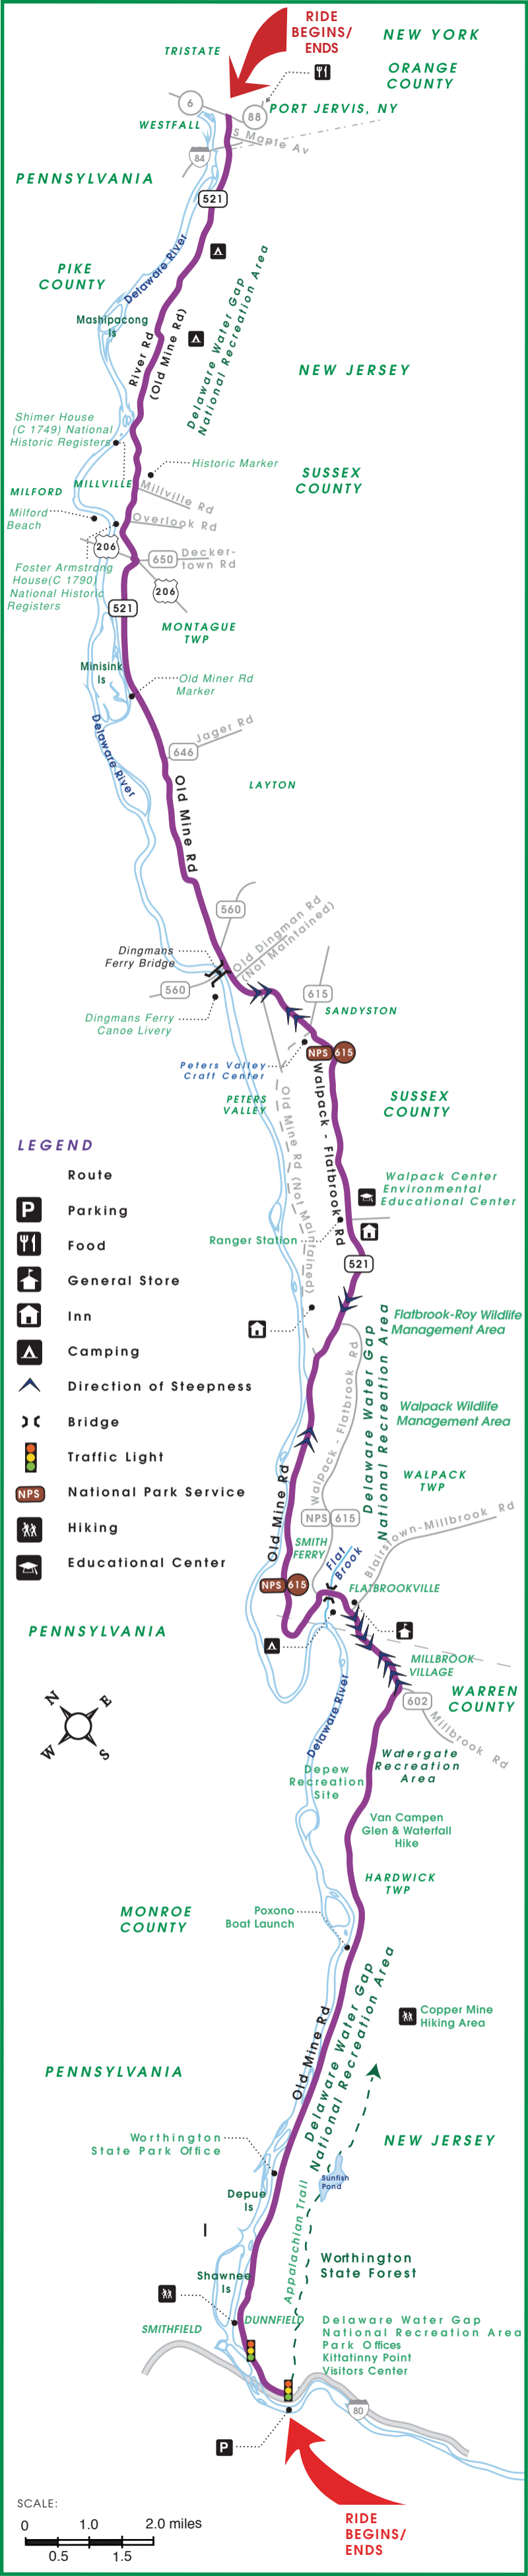 RIDE
BEGINS/
ENDS
NEW YORK
TRISTATE
ORANGE
COUNTY
6
88
PORT JERVIS, NY
WESTFALL
S Maple Av
84
PENNSYLVANIA
521
Delaware River
PIKE
COUNTY
Mashipacong
Is
River Rd
(Old Mine Rd)
Delaware Water Gap
National Recreation Area
NEW JERSEY
Shimer House
(C 1749) National
Historic Registers
Historic Marker
SUSSEX
COUNTY
MILLVILLE
Millville Rd
MILFORD
Milford
Beach
Overlook Rd
206
650
Decker-
town Rd
Foster Armstrong
House(C 1790)
National Historic
Registers
206
521
MONTAGUE
TWP
Minisink
Is
Old Miner Rd
Marker
Delaware River
Jager Rd
646
Old Mine Rd
LAYTON
560
Old Dingman Rd
(Not Maintained)
Dingmans
Ferry Bridge
560
615
SANDYSTON
Dingmans Ferry
Canoe Livery
NPS 615
Peters Valley
Craft Center
PETERS
VALLEY
SUSSEX
COUNTY
Old Mine Rd (Not Maintained)
Walpack - Flatbrook Rd
LEGEND
Route
P Parking
Food
General Store
Inn
Camping
Direction of Steepness
Bridge
Traffic Light
NPS National Park Service
Hiking
Educational Center
Walpack Center
Environmental
Educational Center
Ranger Station
521
Flatbrook-Roy Wildlife
Management Area
Delaware Water Gap
National Recreation Area
Walpack - Flatbrook Rd
Walpack Wildlife
Management Area
WALPACK
TWP
Old Mine Rd
NPS 615
Blairstown-Millbrook Rd
SMITH
FERRY
Flat
Brook
NPS 615
FLATBROOKVILLE
PENNSYLVANIA
MILLBROOK
VILLAGE
WARREN
COUNTY
602
Millbrook Rd
N
E
W
S
Delaware River
Watergate
Recreation
Area
Depew
Recreation
Site
Van Campen
Glen & Waterfall
Hike
HARDWICK
TWP
MONROE
COUNTY
Poxono
Boat Launch
Delaware Water Gap
National Recreation Area
Old Mine Rd
Copper Mine
Hiking Area
PENNSYLVANIA
NEW JERSEY
Worthington
State Park Office
Sunfish
Pond
Depue
Is
Appalachian Trail
Worthington
State Forest
Shawnee
Is
SMITHFIELD
DUNNFIELD
Delaware Water Gap
National Recreation Area
Park Offices
Kittatinny Point
Visitors Center
80
P
RIDE
BEGINS/
ENDS
SCALE:
0 1.0 2.0 miles
0.5 1.5